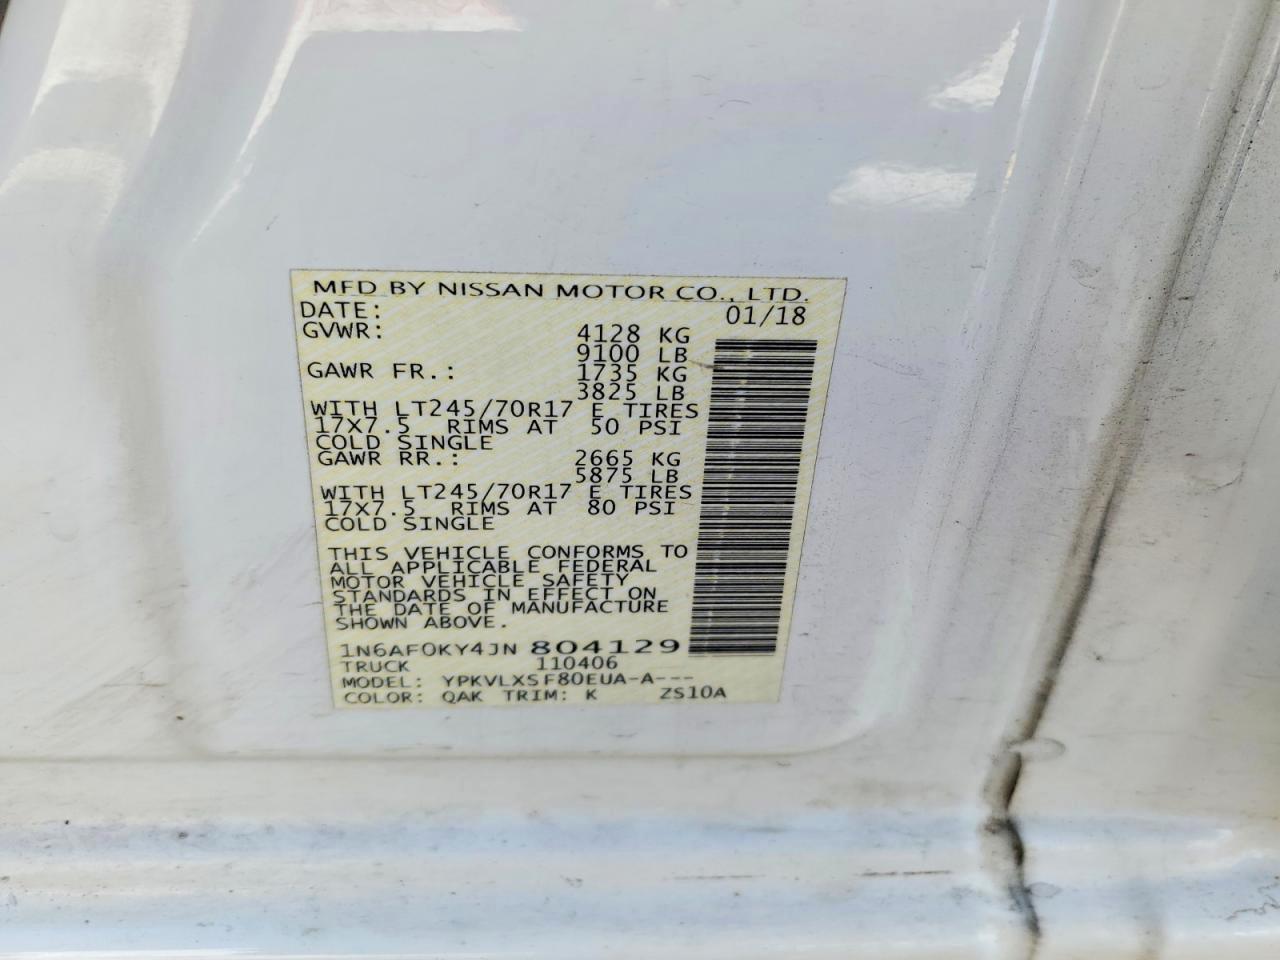 MFD BY NISSAN MOTOR CO., LTD.
DATE: 01/18
GVWR: 4128 KG
9100 LB
GAWR FR.: 1735 KG
3825 LB
WITH LT245/70R17 E TIRES
17X7.5 RIMS AT 50 PSI
COLD SINGLE
GAWR RR.: 2665 KG
5875 LB
WITH LT245/70R17 E TIRES
17X7.5 RIMS AT 80 PSI
COLD SINGLE
THIS VEHICLE CONFORMS TO
ALL APPLICABLE FEDERAL
MOTOR VEHICLE SAFETY
STANDARDS IN EFFECT ON
THE DATE OF MANUFACTURE
SHOWN ABOVE.
1N6AF0KY4JN 804129
TRUCK 110406
MODEL: YPKVLXSF80EUA-A---
COLOR: QAK TRIM: K ZS10A